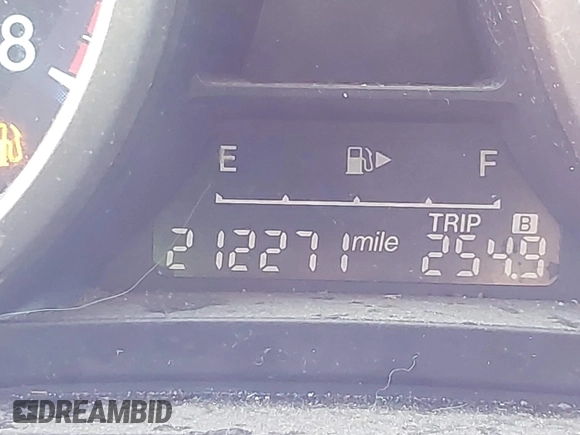 8
E F
TRIP B
212271 mile 254.9
DREAMBID